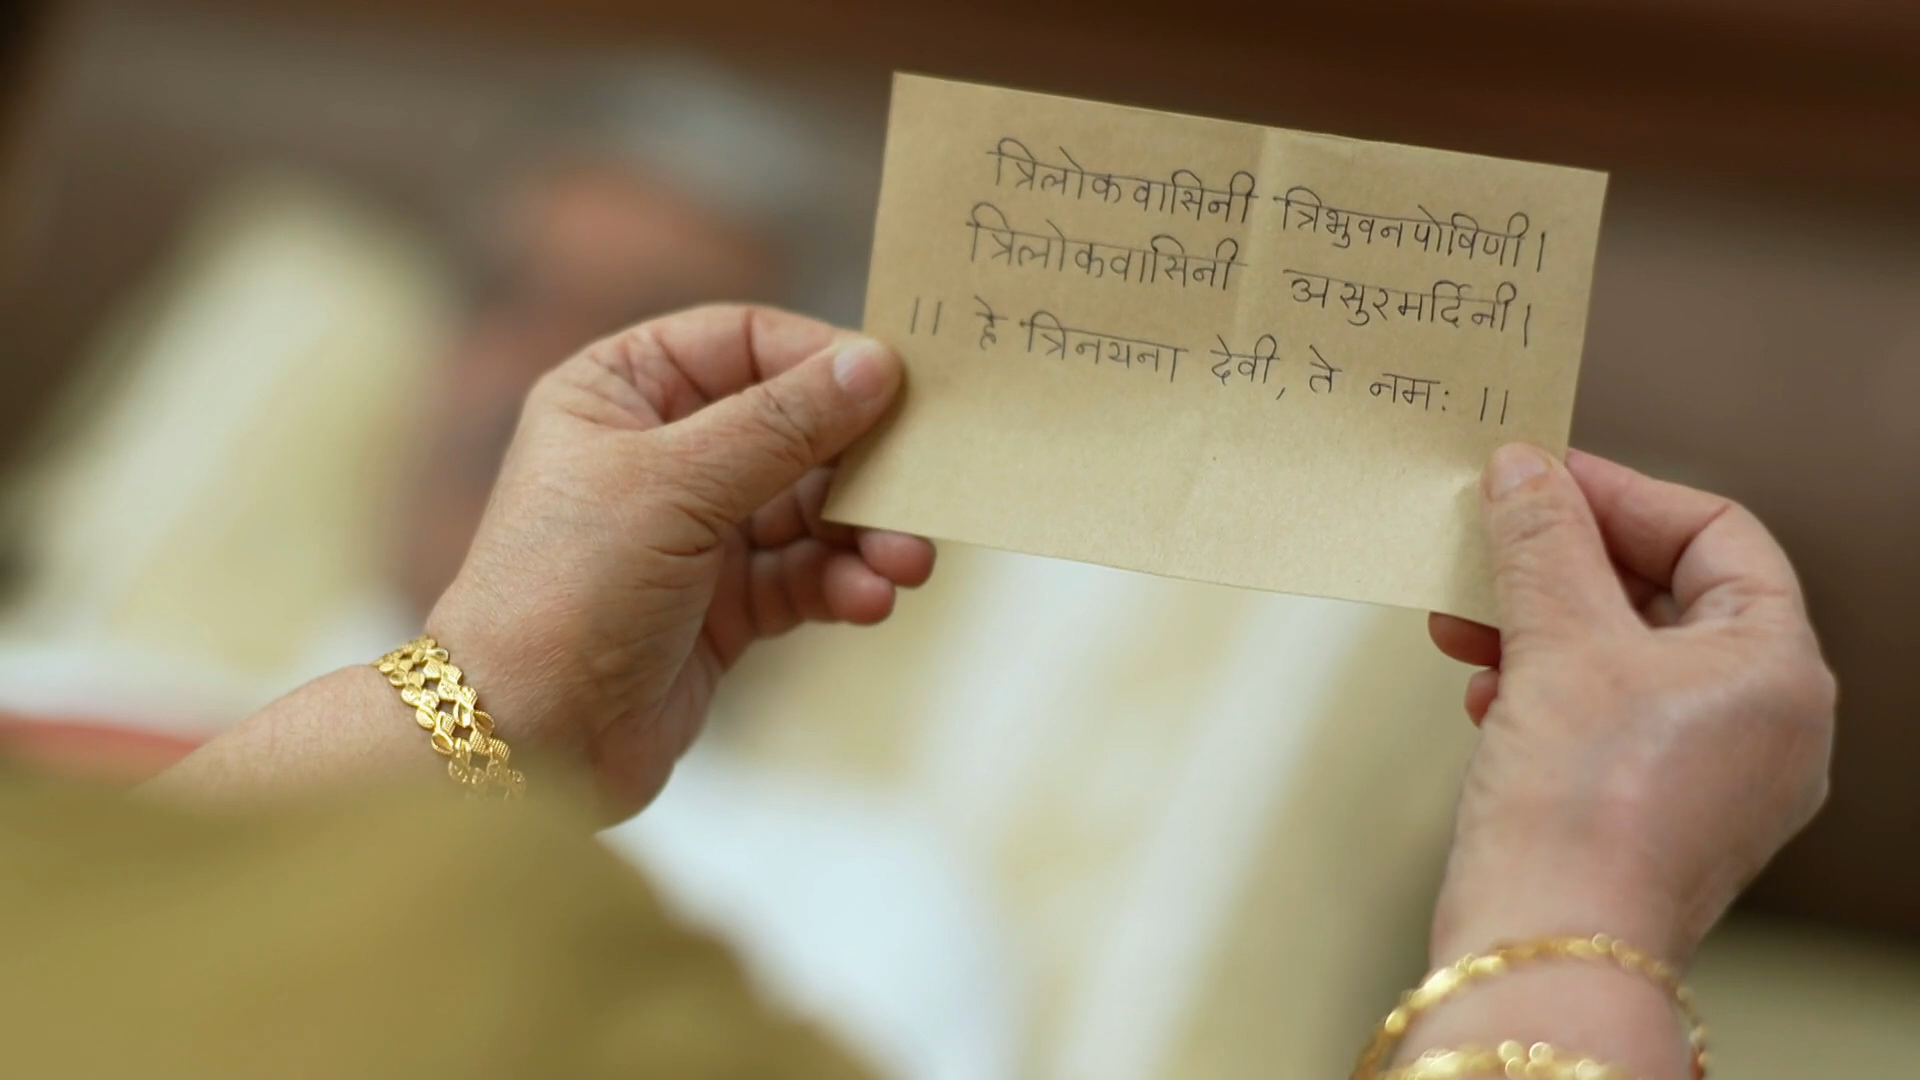 त्रिलोकवासिनी त्रिभुवनपोषिणी।
त्रिलोकवासिनी असुरमर्दिनी।
।। हे त्रिनयना देवी, ते नमः ।।